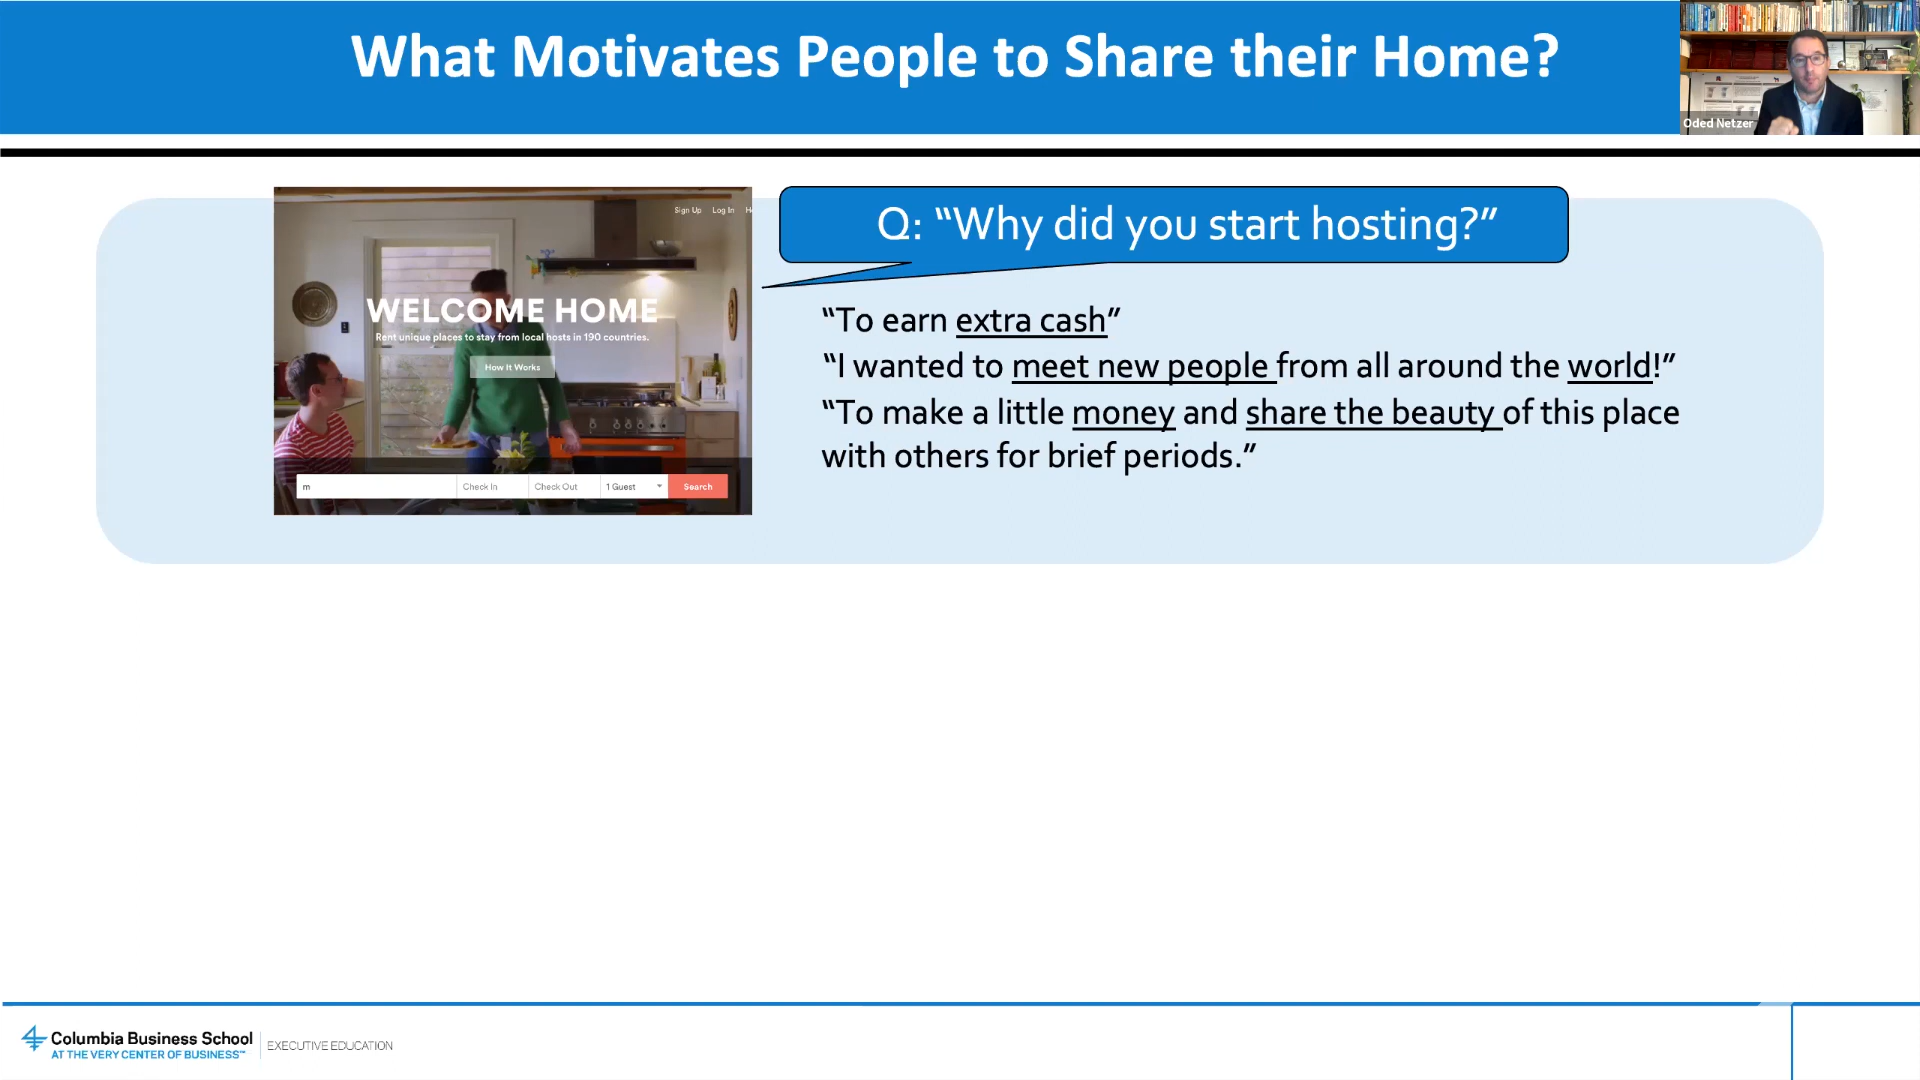 What Motivates People to Share their Home?
Oded Netzer
Sign Up Log In
WELCOME HOME
Rent unique places to stay from local hosts in 190 countries.
How It Works
m Check In Check Out 1 Guest Search
Q: “Why did you start hosting?”
“To earn extra cash”
“I wanted to meet new people from all around the world!”
“To make a little money and share the beauty of this place
with others for brief periods.”
Columbia Business School
AT THE VERY CENTER OF BUSINESS™
EXECUTIVE EDUCATION